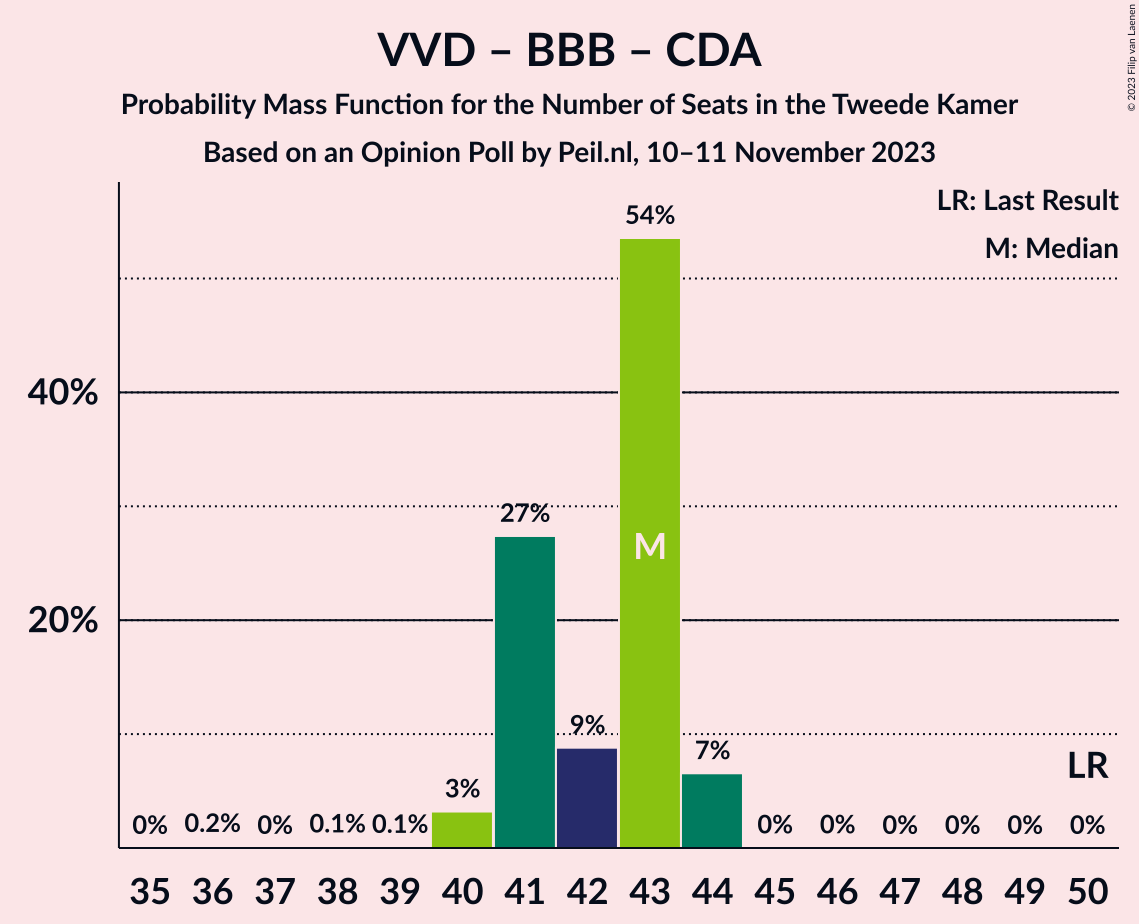 VVD – BBB – CDA
Probability Mass Function for the Number of Seats in the Tweede Kamer
Based on an Opinion Poll by Peil.nl, 10–11 November 2023
© 2023 Filip van Laenen
LR: Last Result
M: Median
54%
40%
27%
M
20%
9%
7%
LR
3%
0% 0.2% 0% 0.1% 0.1% 0% 0% 0% 0% 0% 0%
35 36 37 38 39 40 41 42 43 44 45 46 47 48 49 50